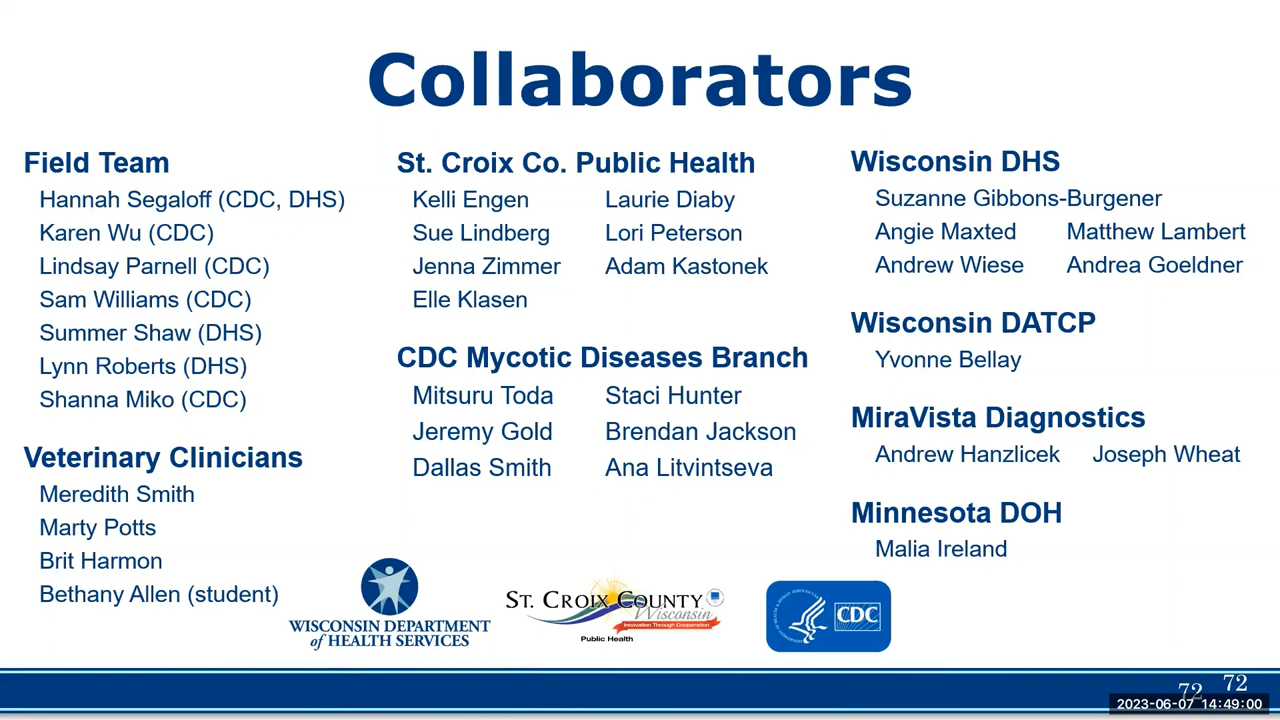 Collaborators
Field Team
Hannah Segaloff (CDC, DHS)
Karen Wu (CDC)
Lindsay Parnell (CDC)
Sam Williams (CDC)
Summer Shaw (DHS)
Lynn Roberts (DHS)
Shanna Miko (CDC)
Veterinary Clinicians
Meredith Smith
Marty Potts
Brit Harmon
Bethany Allen (student)
St. Croix Co. Public Health
Kelli Engen Laurie Diaby
Sue Lindberg Lori Peterson
Jenna Zimmer Adam Kastonek
Elle Klasen
CDC Mycotic Diseases Branch
Mitsuru Toda Staci Hunter
Jeremy Gold Brendan Jackson
Dallas Smith Ana Litvintseva
Wisconsin DHS
Suzanne Gibbons-Burgener
Angie Maxted Matthew Lambert
Andrew Wiese Andrea Goeldner
Wisconsin DATCP
Yvonne Bellay
MiraVista Diagnostics
Andrew Hanzlicek Joseph Wheat
Minnesota DOH
Malia Ireland
WISCONSIN DEPARTMENT
of HEALTH SERVICES
ST. CROIX COUNTY
Wisconsin
Innovation Through Cooperation
Public Health
CDC
72 72
2023-06-07 14:49:00